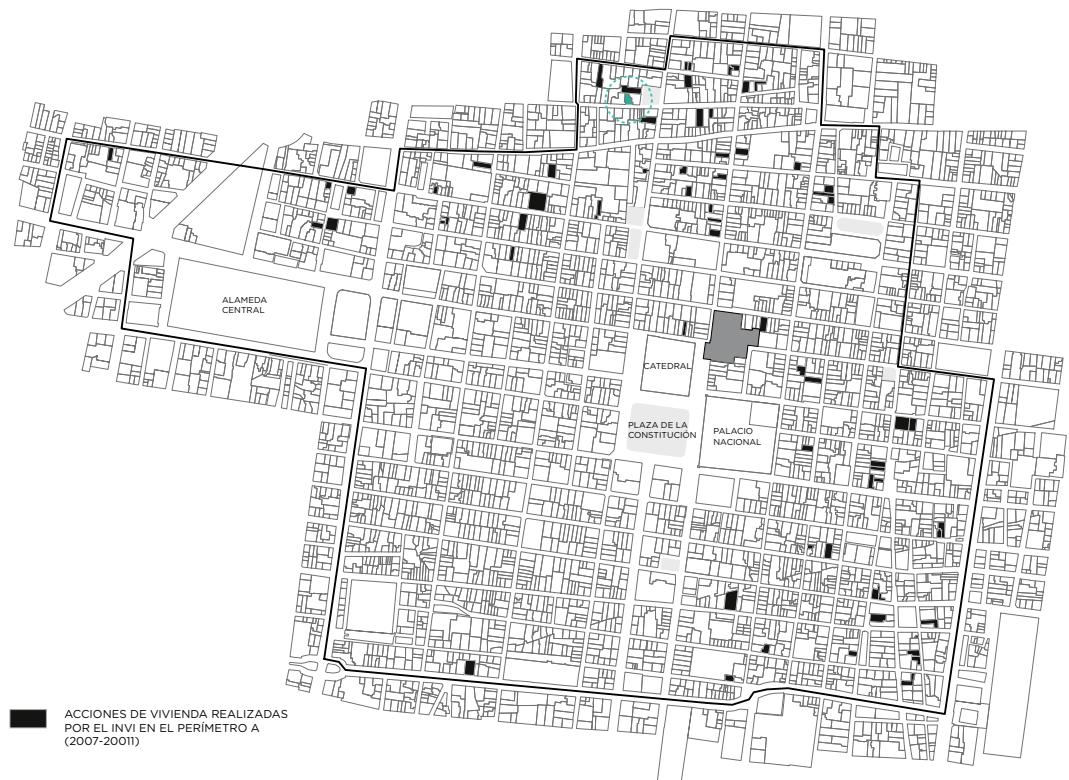 ALAMEDA
CENTRAL
CATEDRAL
PLAZA DE LA
CONSTITUCIÓN
PALACIO
NACIONAL
ACCIONES DE VIVIENDA REALIZADAS
POR EL INVI EN EL PERÍMETRO A
(2007-20011)